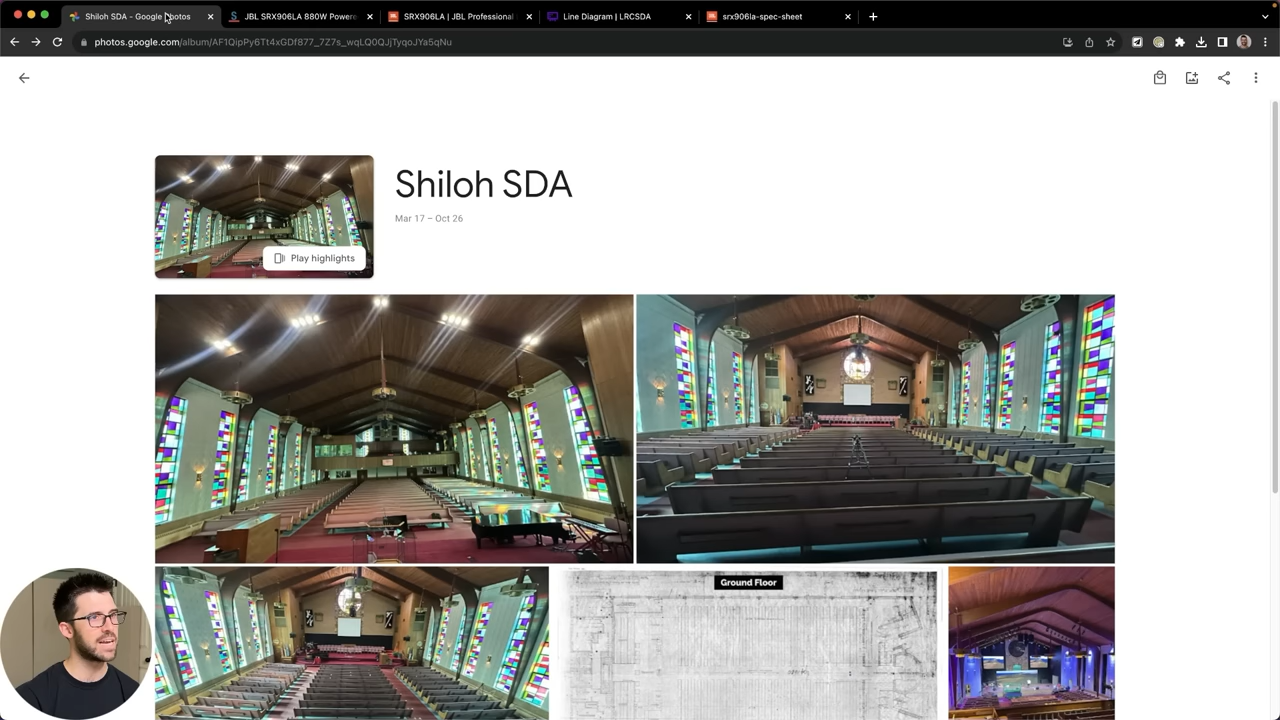 Shiloh SDA - Google Photos
JBL SRX906LA 880W Powere
SRX906LA | JBL Professional
Line Diagram | LRCSDA
srx906la-spec-sheet
photos.google.com/album/AF1QipPy6Tt4xGDf877_7Z7s_wqLQ0QJjTyqoJYa5qNu
Shiloh SDA
Mar 17 – Oct 26
Play highlights
Ground Floor